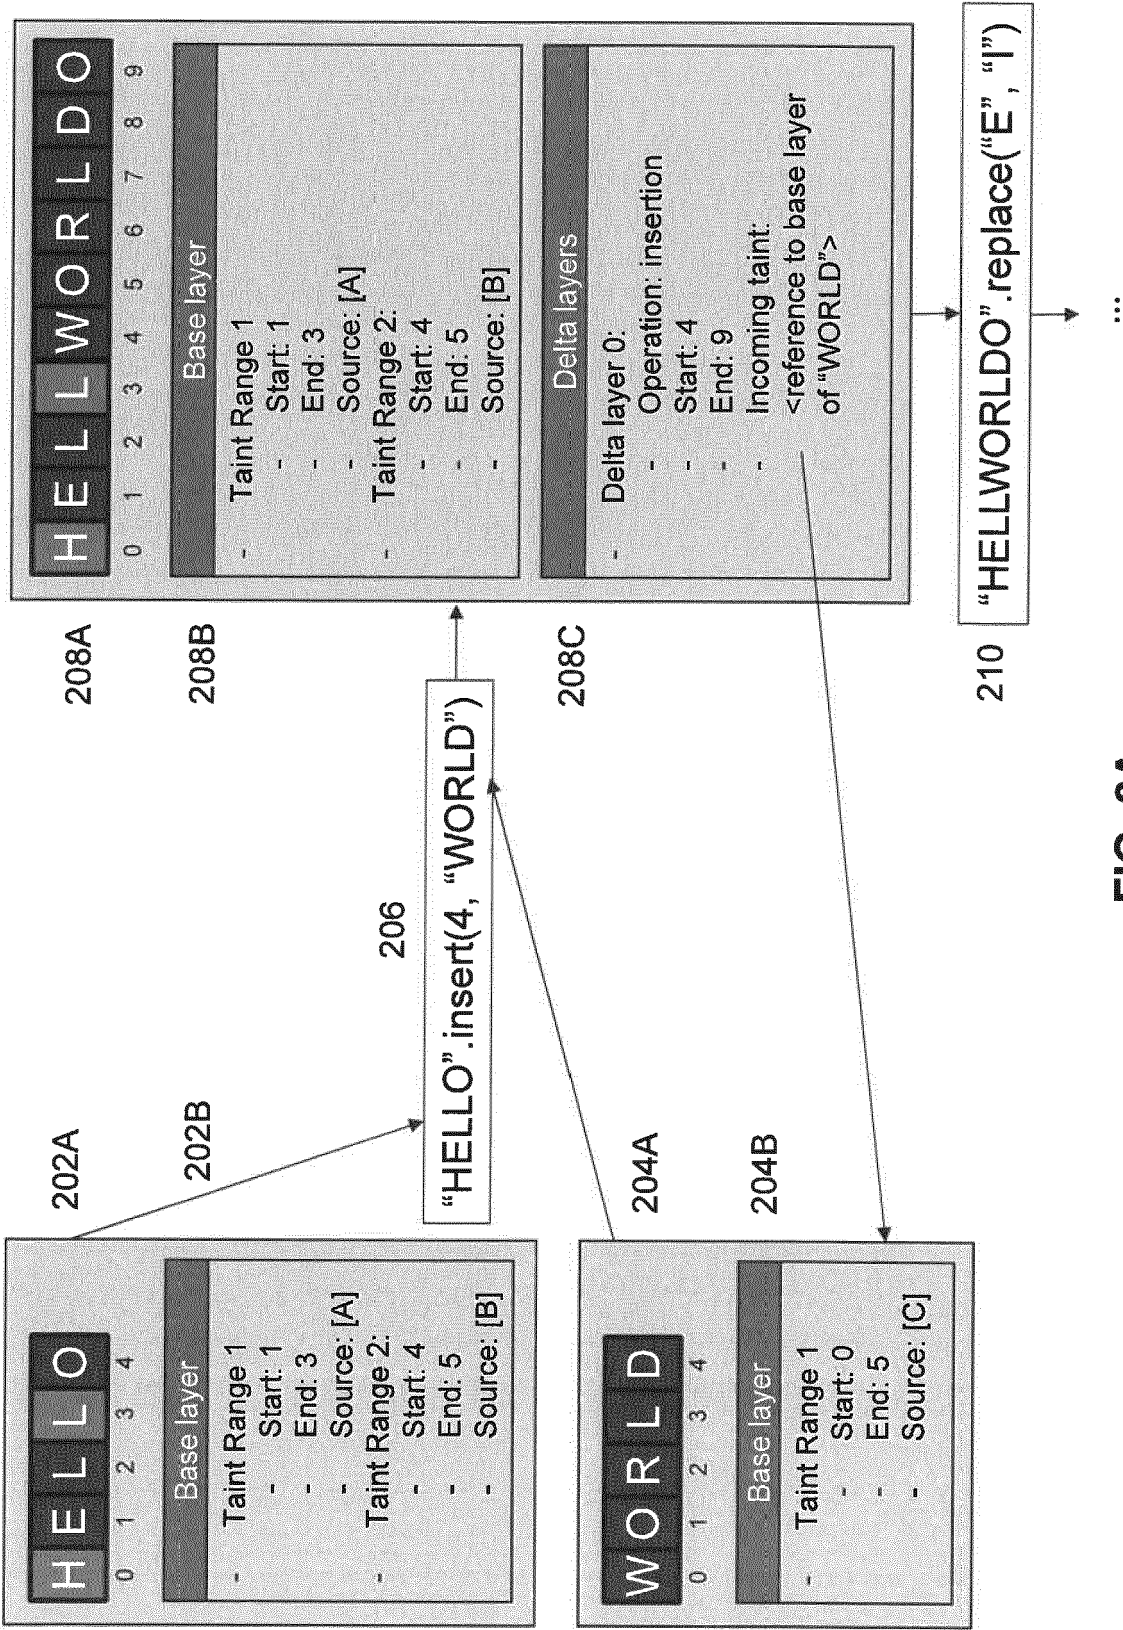 HELLO
0 1 2 3 4
202A
Base layer
202B
- Taint Range 1
- Start: 1
- End: 3
- Source: [A]
- Taint Range 2:
- Start: 4
- End: 5
- Source: [B]
WORLD
0 1 2 3 4
204A
Base layer
204B
- Taint Range 1
- Start: 0
- End: 5
- Source: [C]
206
“HELLO”.insert(4, “WORLD”)
208A
HELLWORLDO
0 1 2 3 4 5 6 7 8 9
208B
Base layer
- Taint Range 1
- Start: 1
- End: 3
- Source: [A]
- Taint Range 2:
- Start: 4
- End: 5
- Source: [B]
208C
Delta layers
- Delta layer 0:
- Operation: insertion
- Start: 4
- End: 9
- Incoming taint:
<reference to base layer
of “WORLD”>
210
“HELLWORLDO”.replace(“E”, “I”)
...